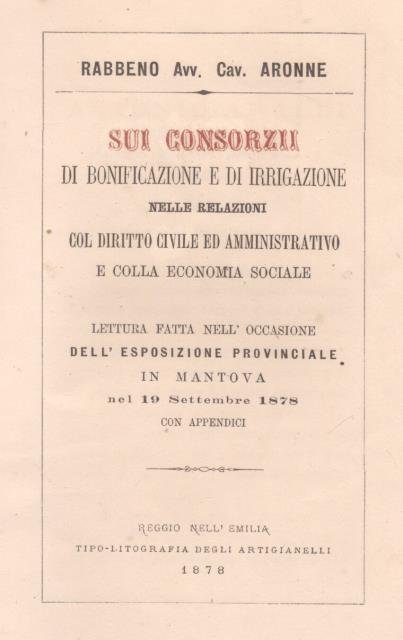 RABBENO Avv. Cav. ARONNE
SUI CONSORZII
DI BONIFICAZIONE E DI IRRIGAZIONE
NELLE RELAZIONI
COL DIRITTO CIVILE ED AMMINISTRATIVO
E COLLA ECONOMIA SOCIALE
LETTURA FATTA NELL' OCCASIONE
DELL' ESPOSIZIONE PROVINCIALE
IN MANTOVA
nel 19 Settembre 1878
CON APPENDICI
REGGIO NELL' EMILIA
TIPO-LITOGRAFIA DEGLI ARTIGIANELLI
1878